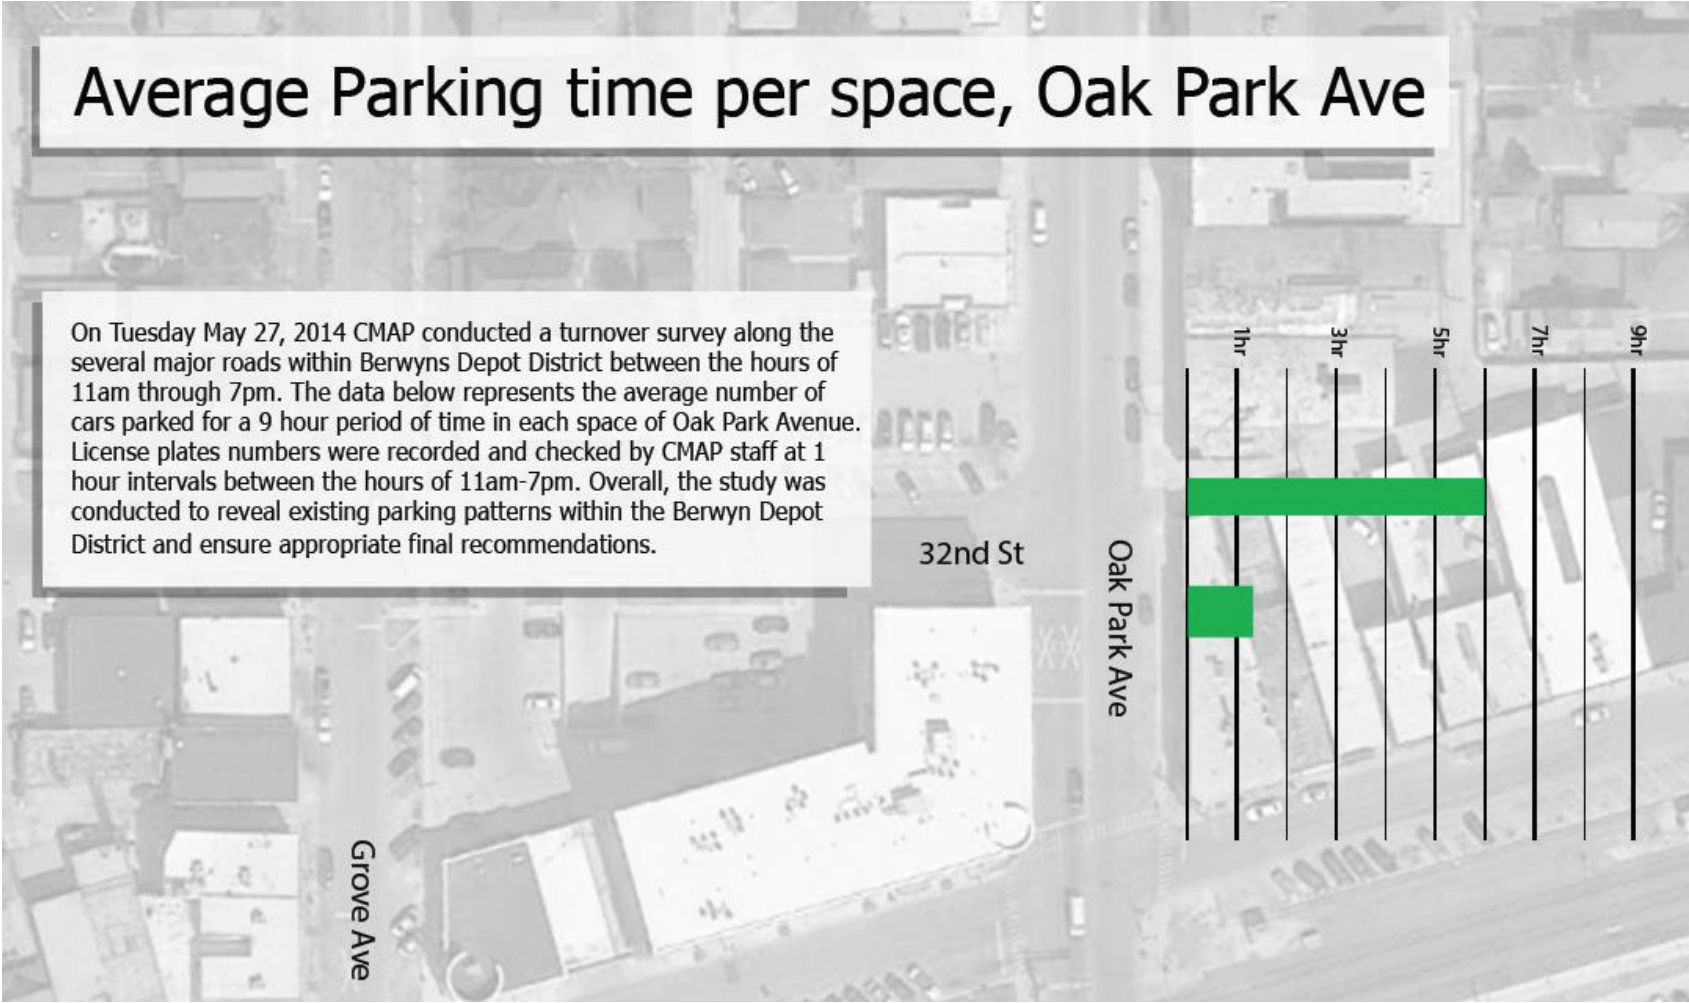 Average Parking time per space, Oak Park Ave
On Tuesday May 27, 2014 CMAP conducted a turnover survey along the
several major roads within Berwyns Depot District between the hours of
11am through 7pm. The data below represents the average number of
cars parked for a 9 hour period of time in each space of Oak Park Avenue.
License plates numbers were recorded and checked by CMAP staff at 1
hour intervals between the hours of 11am-7pm. Overall, the study was
conducted to reveal existing parking patterns within the Berwyn Depot
District and ensure appropriate final recommendations.
1hr
3hr
5hr
7hr
9hr
32nd St
Oak Park Ave
Grove Ave